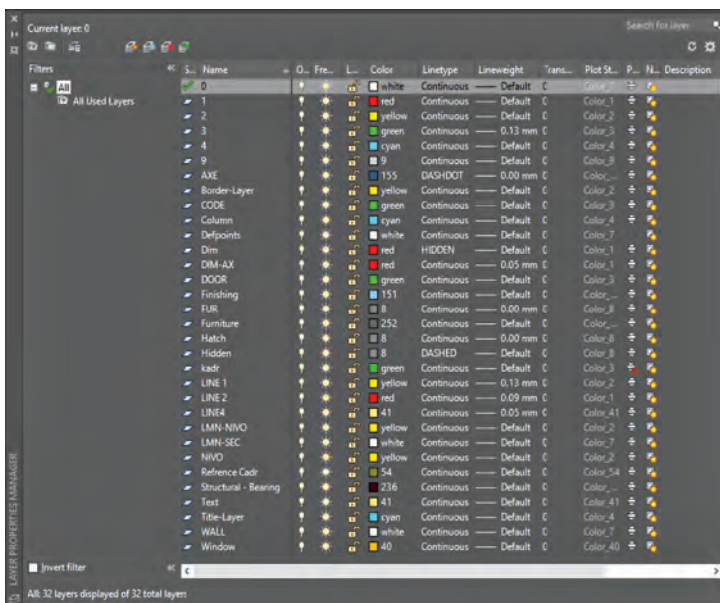 Current layer: 0
Search for layer
Filters
S... Name O... Fre... L... Color Linetype Lineweight Trans... Plot St... P... N... Description
All
All Used Layers
0 white Continuous Default 0 Color_7
1 red Continuous Default 0 Color_1
2 yellow Continuous Default 0 Color_2
3 green Continuous 0.13 mm 0 Color_3
4 cyan Continuous Default 0 Color_4
9 9 Continuous Default 0 Color_9
AXE 155 DASHDOT 0.00 mm 0 Color_...
Border-Layer yellow Continuous Default 0 Color_2
CODE green Continuous Default 0 Color_3
Column cyan Continuous Default 0 Color_4
Defpoints white Continuous Default 0 Color_7
Dim red HIDDEN Default 0 Color_1
DIM-AX red Continuous 0.05 mm 0 Color_1
DOOR green Continuous Default 0 Color_3
Finishing 151 Continuous Default 0 Color_...
FUR 8 Continuous 0.00 mm 0 Color_8
Furniture 252 Continuous Default 0 Color_...
Hatch 8 Continuous 0.00 mm 0 Color_8
Hidden 8 DASHED Default 0 Color_8
kadr green Continuous Default 0 Color_3
LINE 1 yellow Continuous 0.13 mm 0 Color_2
LINE 2 red Continuous 0.09 mm 0 Color_1
LINE4 41 Continuous 0.05 mm 0 Color_41
LMN-NIVO yellow Continuous Default 0 Color_2
LMN-SEC white Continuous Default 0 Color_7
NIVO yellow Continuous Default 0 Color_2
Refrence Cadr 54 Continuous Default 0 Color_54
Structural - Bearing 236 Continuous Default 0 Color_...
Text 41 Continuous Default 0 Color_41
Title-Layer cyan Continuous Default 0 Color_4
WALL white Continuous Default 0 Color_7
Window 40 Continuous Default 0 Color_40
Invert filter
All: 32 layers displayed of 32 total layers
LAYER PROPERTIES MANAGER